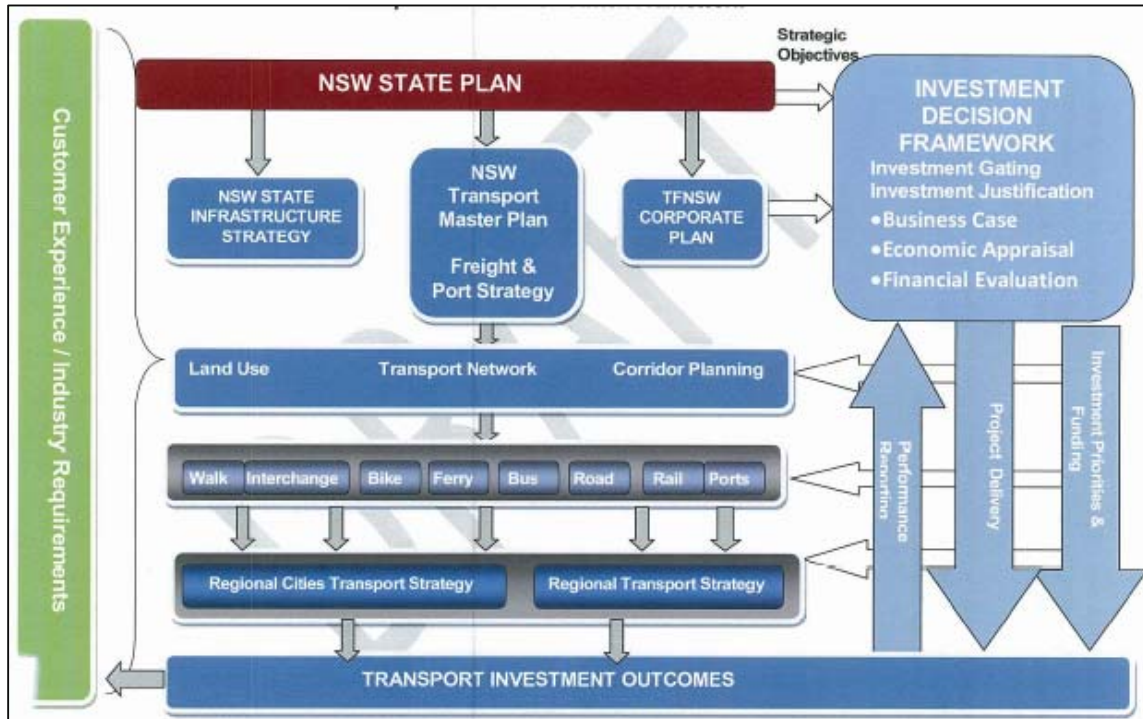 Strategic
Objectives
NSW STATE PLAN
INVESTMENT
DECISION
FRAMEWORK
Investment Gating
Investment Justification
•Business Case
•Economic Appraisal
•Financial Evaluation
NSW STATE
INFRASTRUCTURE
STRATEGY
NSW
Transport
Master Plan
Freight &
Port Strategy
TFNSW
CORPORATE
PLAN
Customer Experience / Industry Requirements
Land Use Transport Network Corridor Planning
Walk Interchange Bike Ferry Bus Road Rail Ports
Regional Cities Transport Strategy Regional Transport Strategy
Performance
Reporting
Project Delivery
Investment Priorities &
Funding
TRANSPORT INVESTMENT OUTCOMES
DRAFT